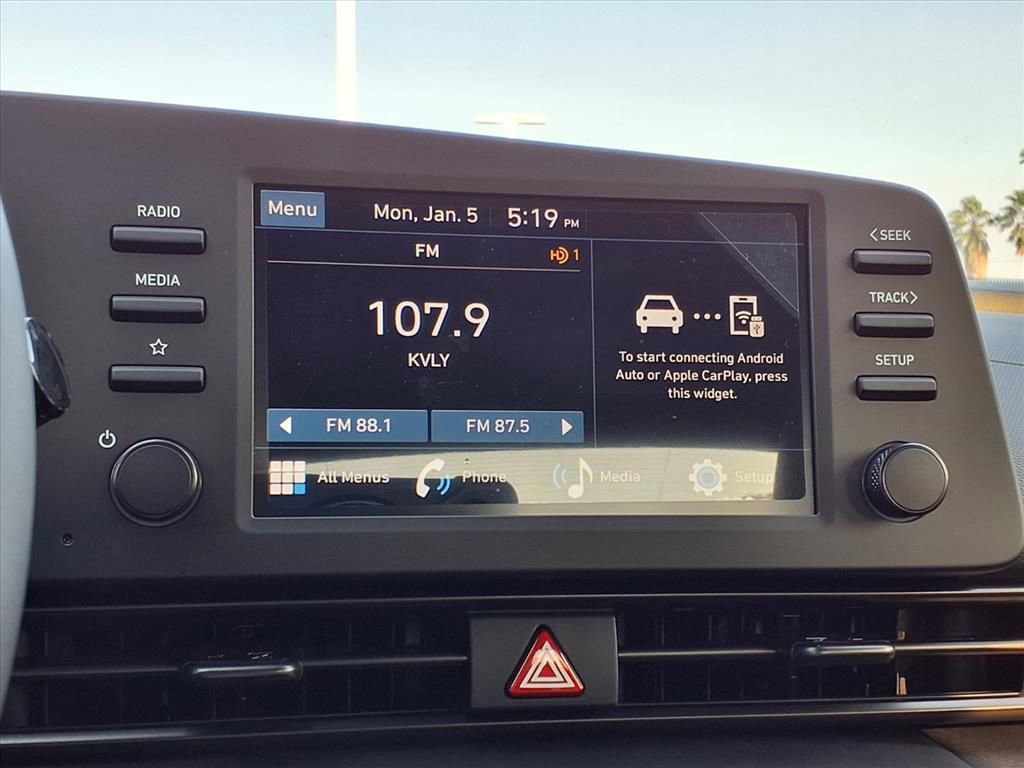 RADIO
MEDIA
Menu
Mon, Jan. 5
5:19 PM
FM
HD 1
107.9
KVLY
FM 88.1
FM 87.5
To start connecting Android
Auto or Apple CarPlay, press
this widget.
All Menus
Phone
Media
Setup
<SEEK
TRACK>
SETUP